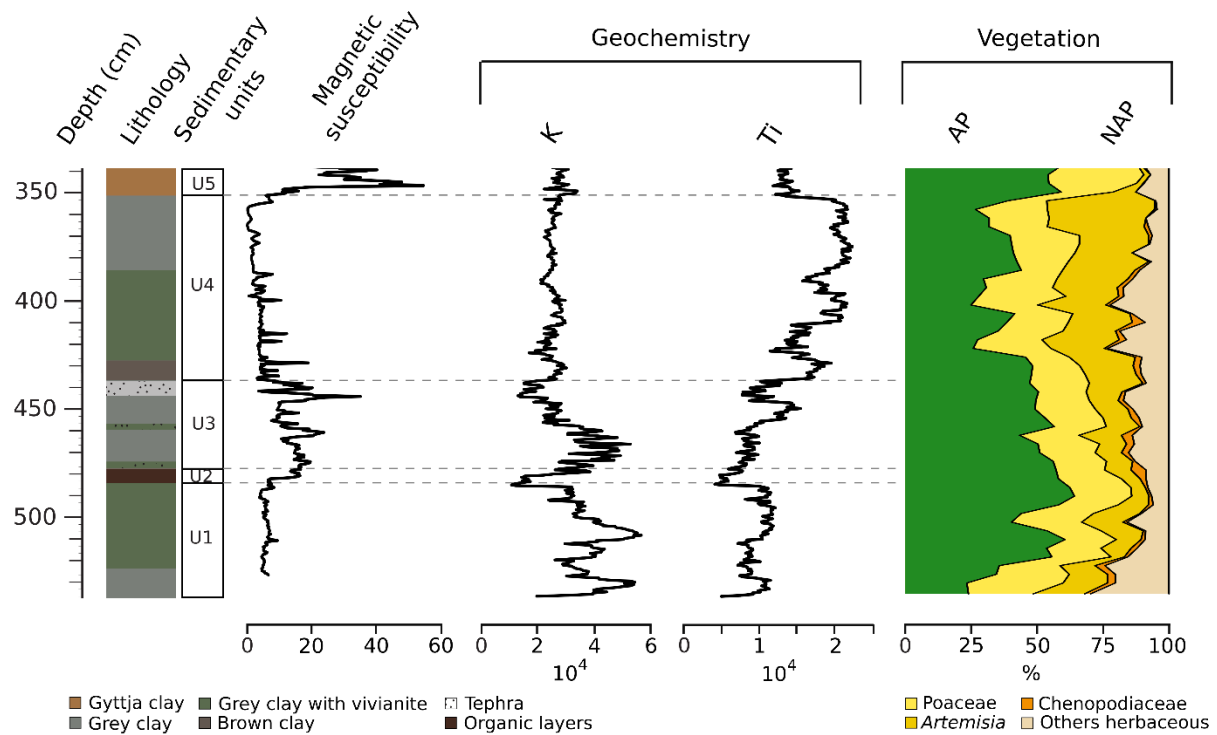 Depth (cm)
Lithology
Sedimentary
units
Magnetic
susceptibility
Geochemistry
K
Ti
Vegetation
AP
NAP
350
400
450
500
U5
U4
U3
U2
U1
0 20 40 60
0 2 4 6
10⁴
0 1 2
10⁴
0 25 50 75 100
%
Gyttja clay
Grey clay
Grey clay with vivianite
Brown clay
Tephra
Organic layers
Poaceae
Artemisia
Chenopodiaceae
Others herbaceous